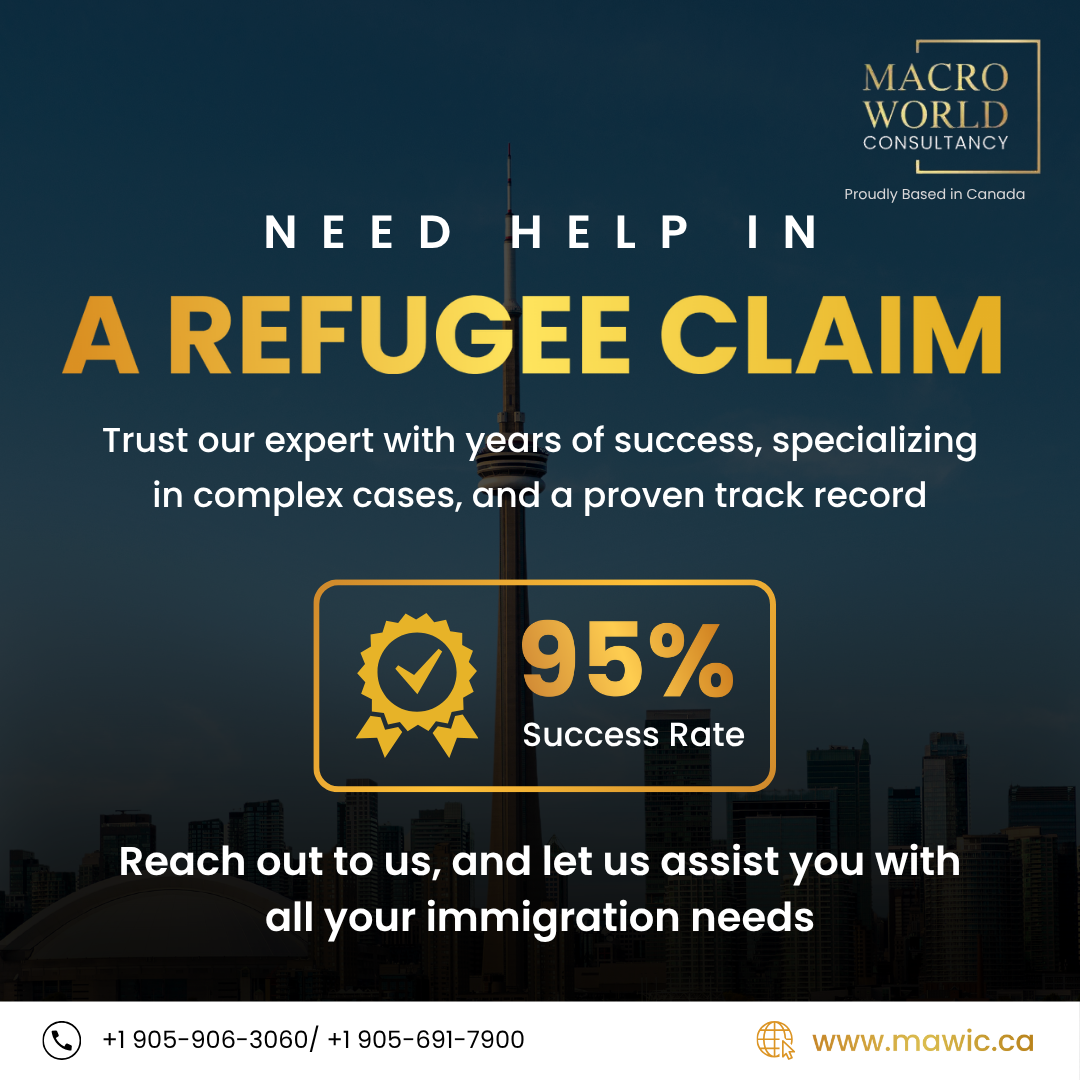 MACRO
WORLD
CONSULTANCY
Proudly Based in Canada
NEED HELP IN
A REFUGEE CLAIM
Trust our expert with years of success, specializing
in complex cases, and a proven track record
95%
Success Rate
Reach out to us, and let us assist you with
all your immigration needs
+1 905-906-3060/ +1 905-691-7900
www.mawic.ca